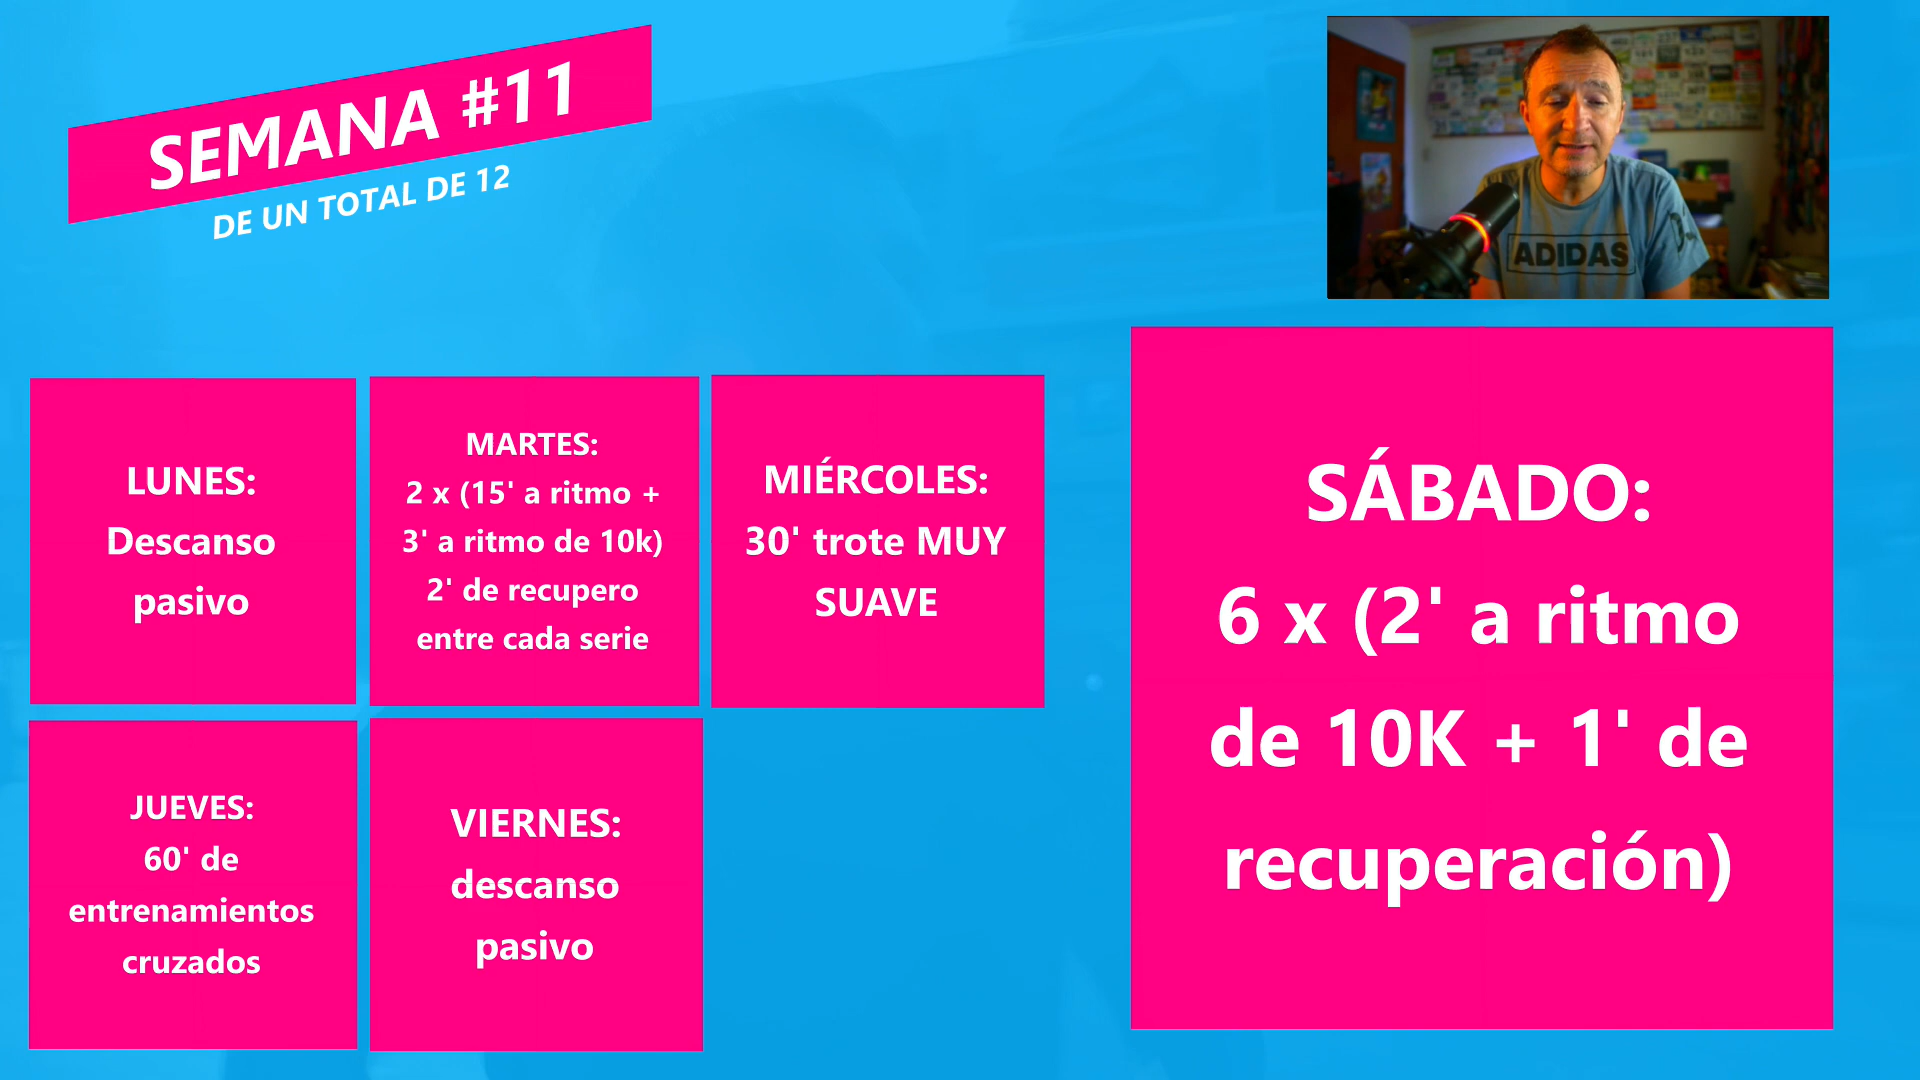 SEMANA #11
DE UN TOTAL DE 12
ADIDAS
LUNES:
Descanso
pasivo
MARTES:
2 x (15' a ritmo +
3' a ritmo de 10k)
2' de recupero
entre cada serie
MIÉRCOLES:
30' trote MUY
SUAVE
JUEVES:
60' de
entrenamientos
cruzados
VIERNES:
descanso
pasivo
SÁBADO:
6 x (2' a ritmo
de 10K + 1' de
recuperación)